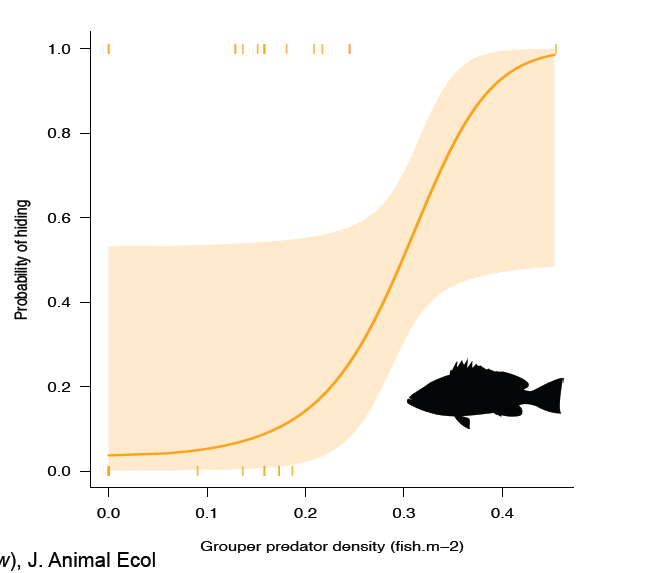 1.0
0.8
0.6
0.4
0.2
0.0
Probability of hiding
0.0 0.1 0.2 0.3 0.4
Grouper predator density (fish.m–2)
w), J. Animal Ecol